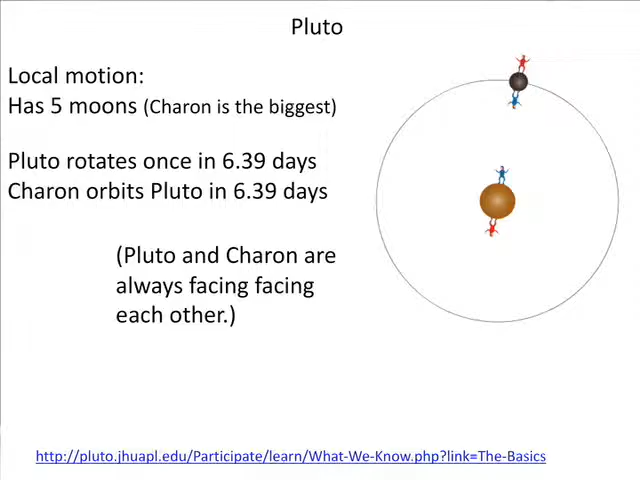 Pluto
Local motion:
Has 5 moons (Charon is the biggest)
Pluto rotates once in 6.39 days
Charon orbits Pluto in 6.39 days
(Pluto and Charon are
always facing facing
each other.)
http://pluto.jhuapl.edu/Participate/learn/What-We-Know.php?link=The-Basics